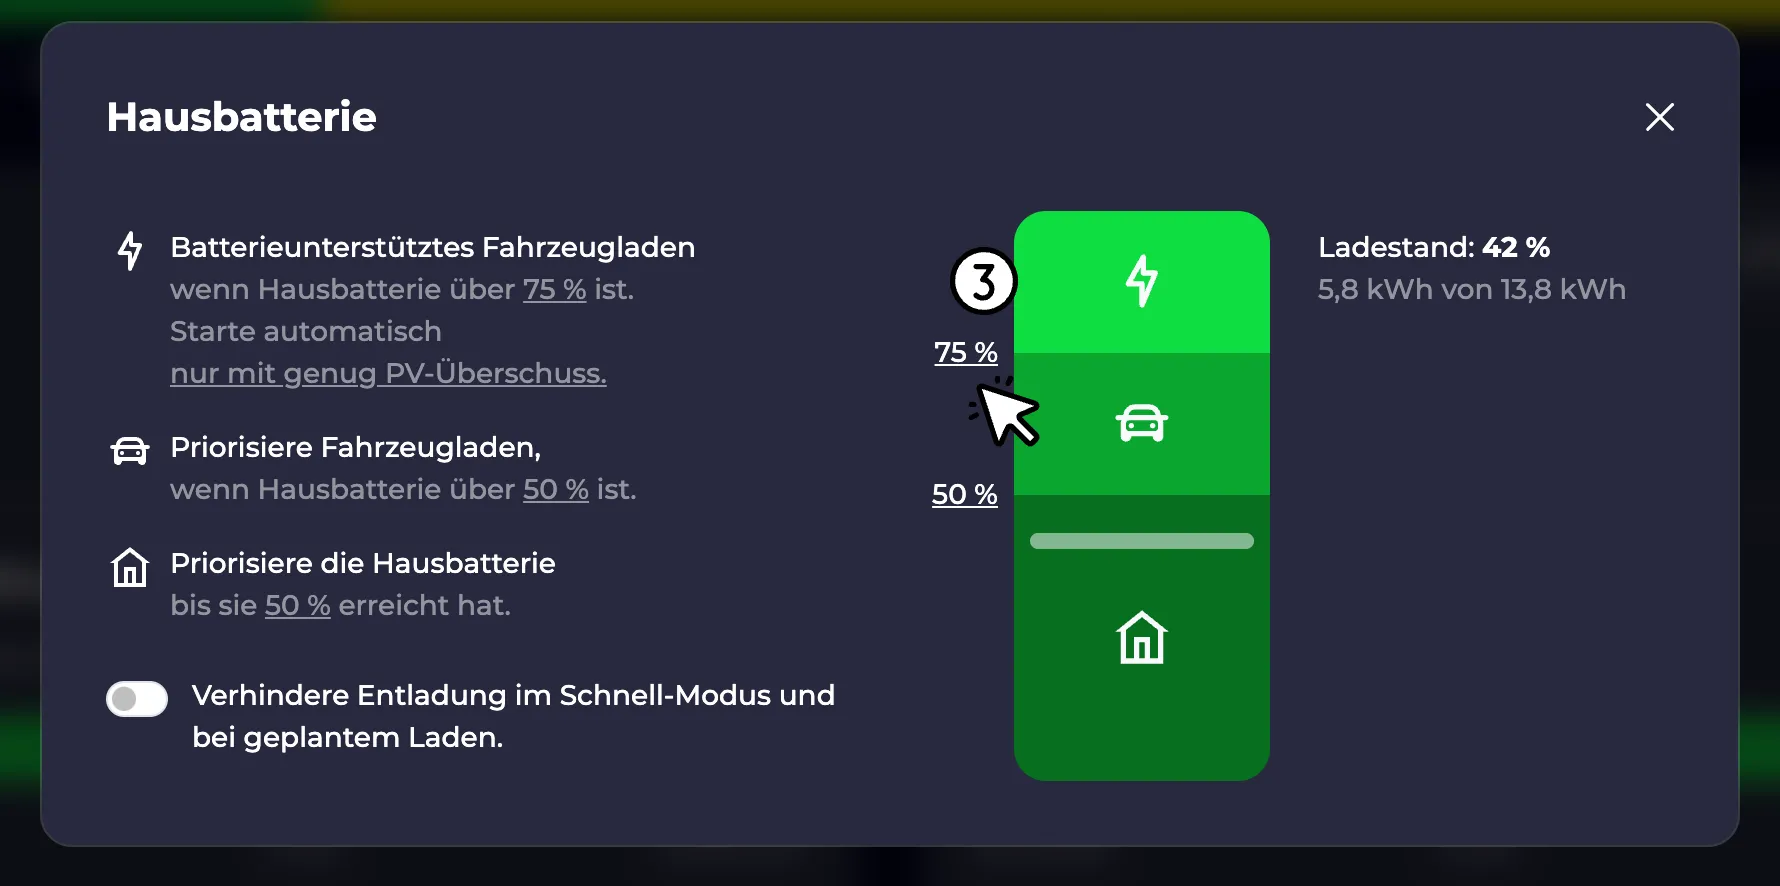 Hausbatterie
Batterieunterstütztes Fahrzeugladen
wenn Hausbatterie über 75 % ist.
Starte automatisch
nur mit genug PV-Überschuss.
Priorisiere Fahrzeugladen,
wenn Hausbatterie über 50 % ist.
Priorisiere die Hausbatterie
bis sie 50 % erreicht hat.
Verhindere Entladung im Schnell-Modus und
bei geplantem Laden.
3
75 %
50 %
Ladestand: 42 %
5,8 kWh von 13,8 kWh